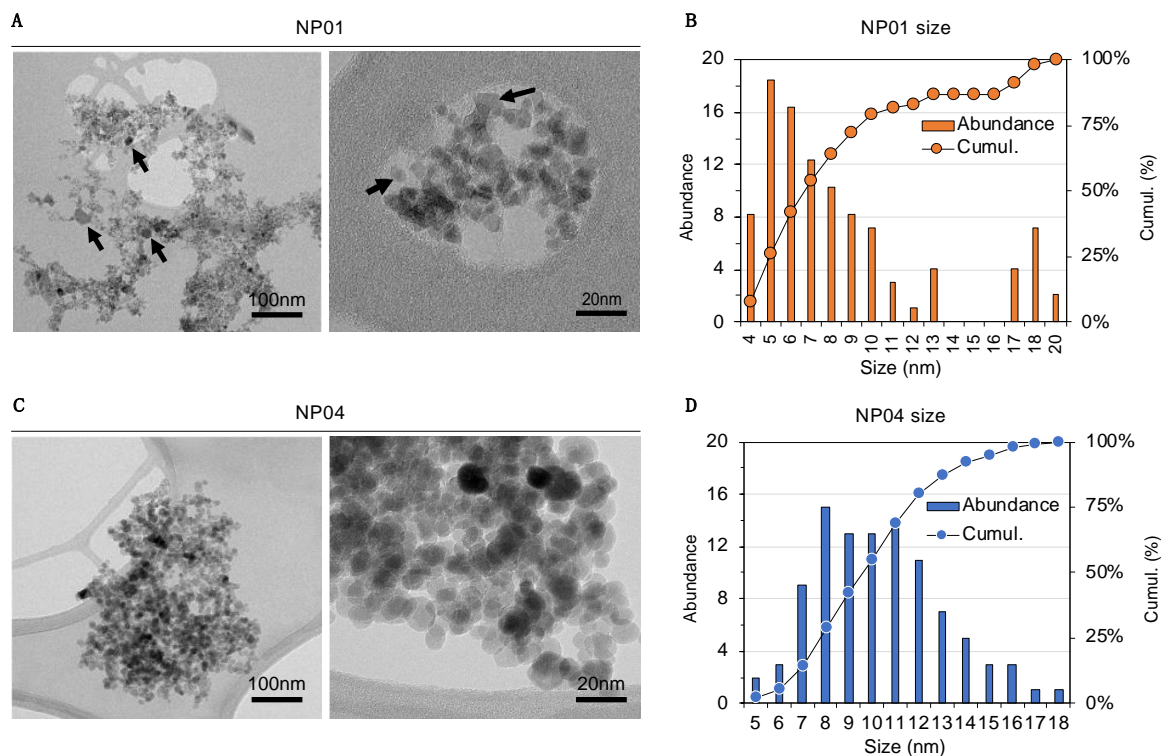 A
NP01
100nm
20nm
B
NP01 size
Abundance
20
16
12
8
4
0
100%
75%
50%
25%
0%
Cumul. (%)
Abundance
Cumul.
4 5 6 7 8 9 10 11 12 13 14 15 16 17 18 20
Size (nm)
C
NP04
100nm
20nm
D
NP04 size
Abundance
20
16
12
8
4
0
100%
75%
50%
25%
0%
Cumul. (%)
Abundance
Cumul.
5 6 7 8 9 10 11 12 13 14 15 16 17 18
Size (nm)